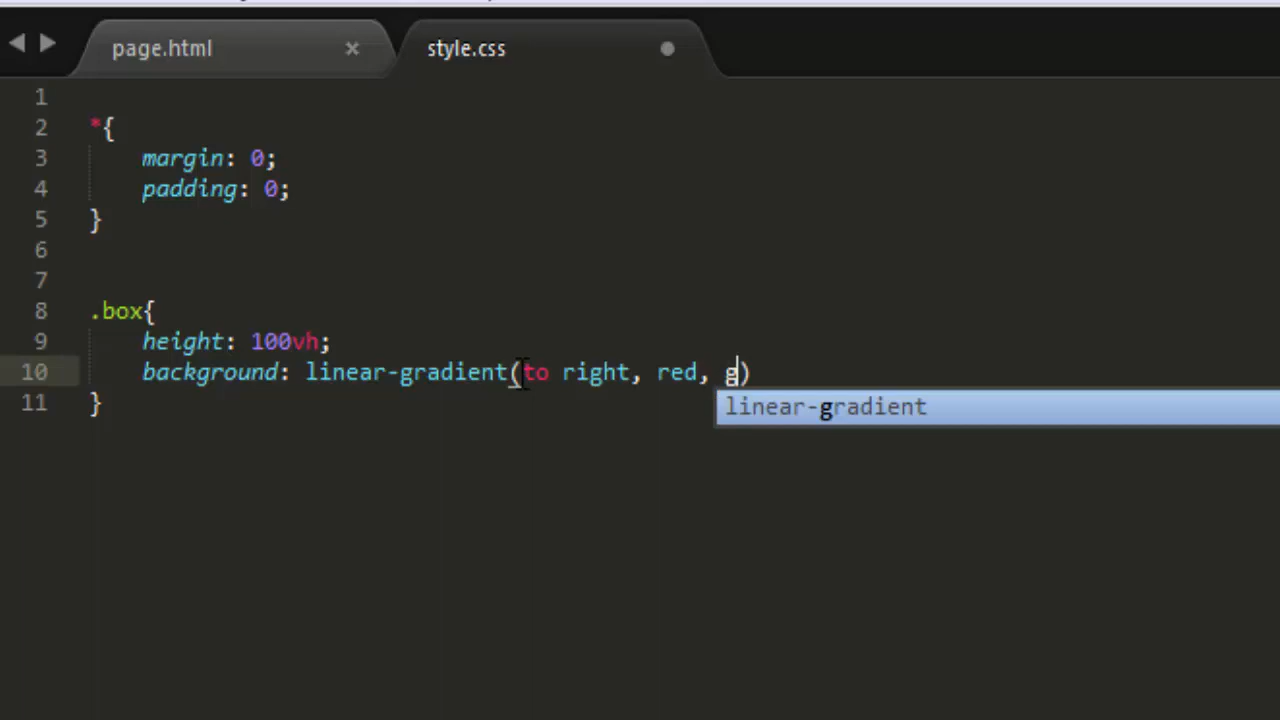 page.html × style.css
1
2 *{
3 margin: 0;
4 padding: 0;
5 }
6
7
8 .box{
9 height: 100vh;
10 background: linear-gradient(to right, red, g)
linear-gradient
11 }